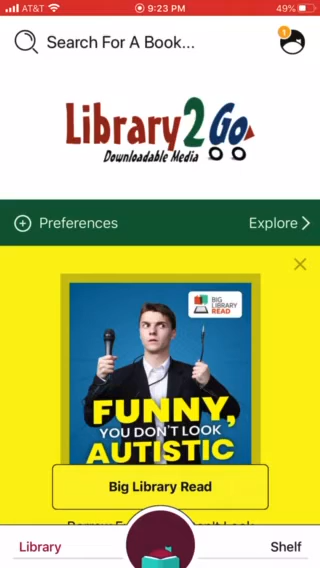 AT&T 9:23 PM 49%
Search For A Book...
1
Library2Go
Downloadable Media
Preferences Explore
BIG
LIBRARY
READ
FUNNY,
YOU DON'T LOOK
AUTISTIC
Big Library Read
Library Shelf